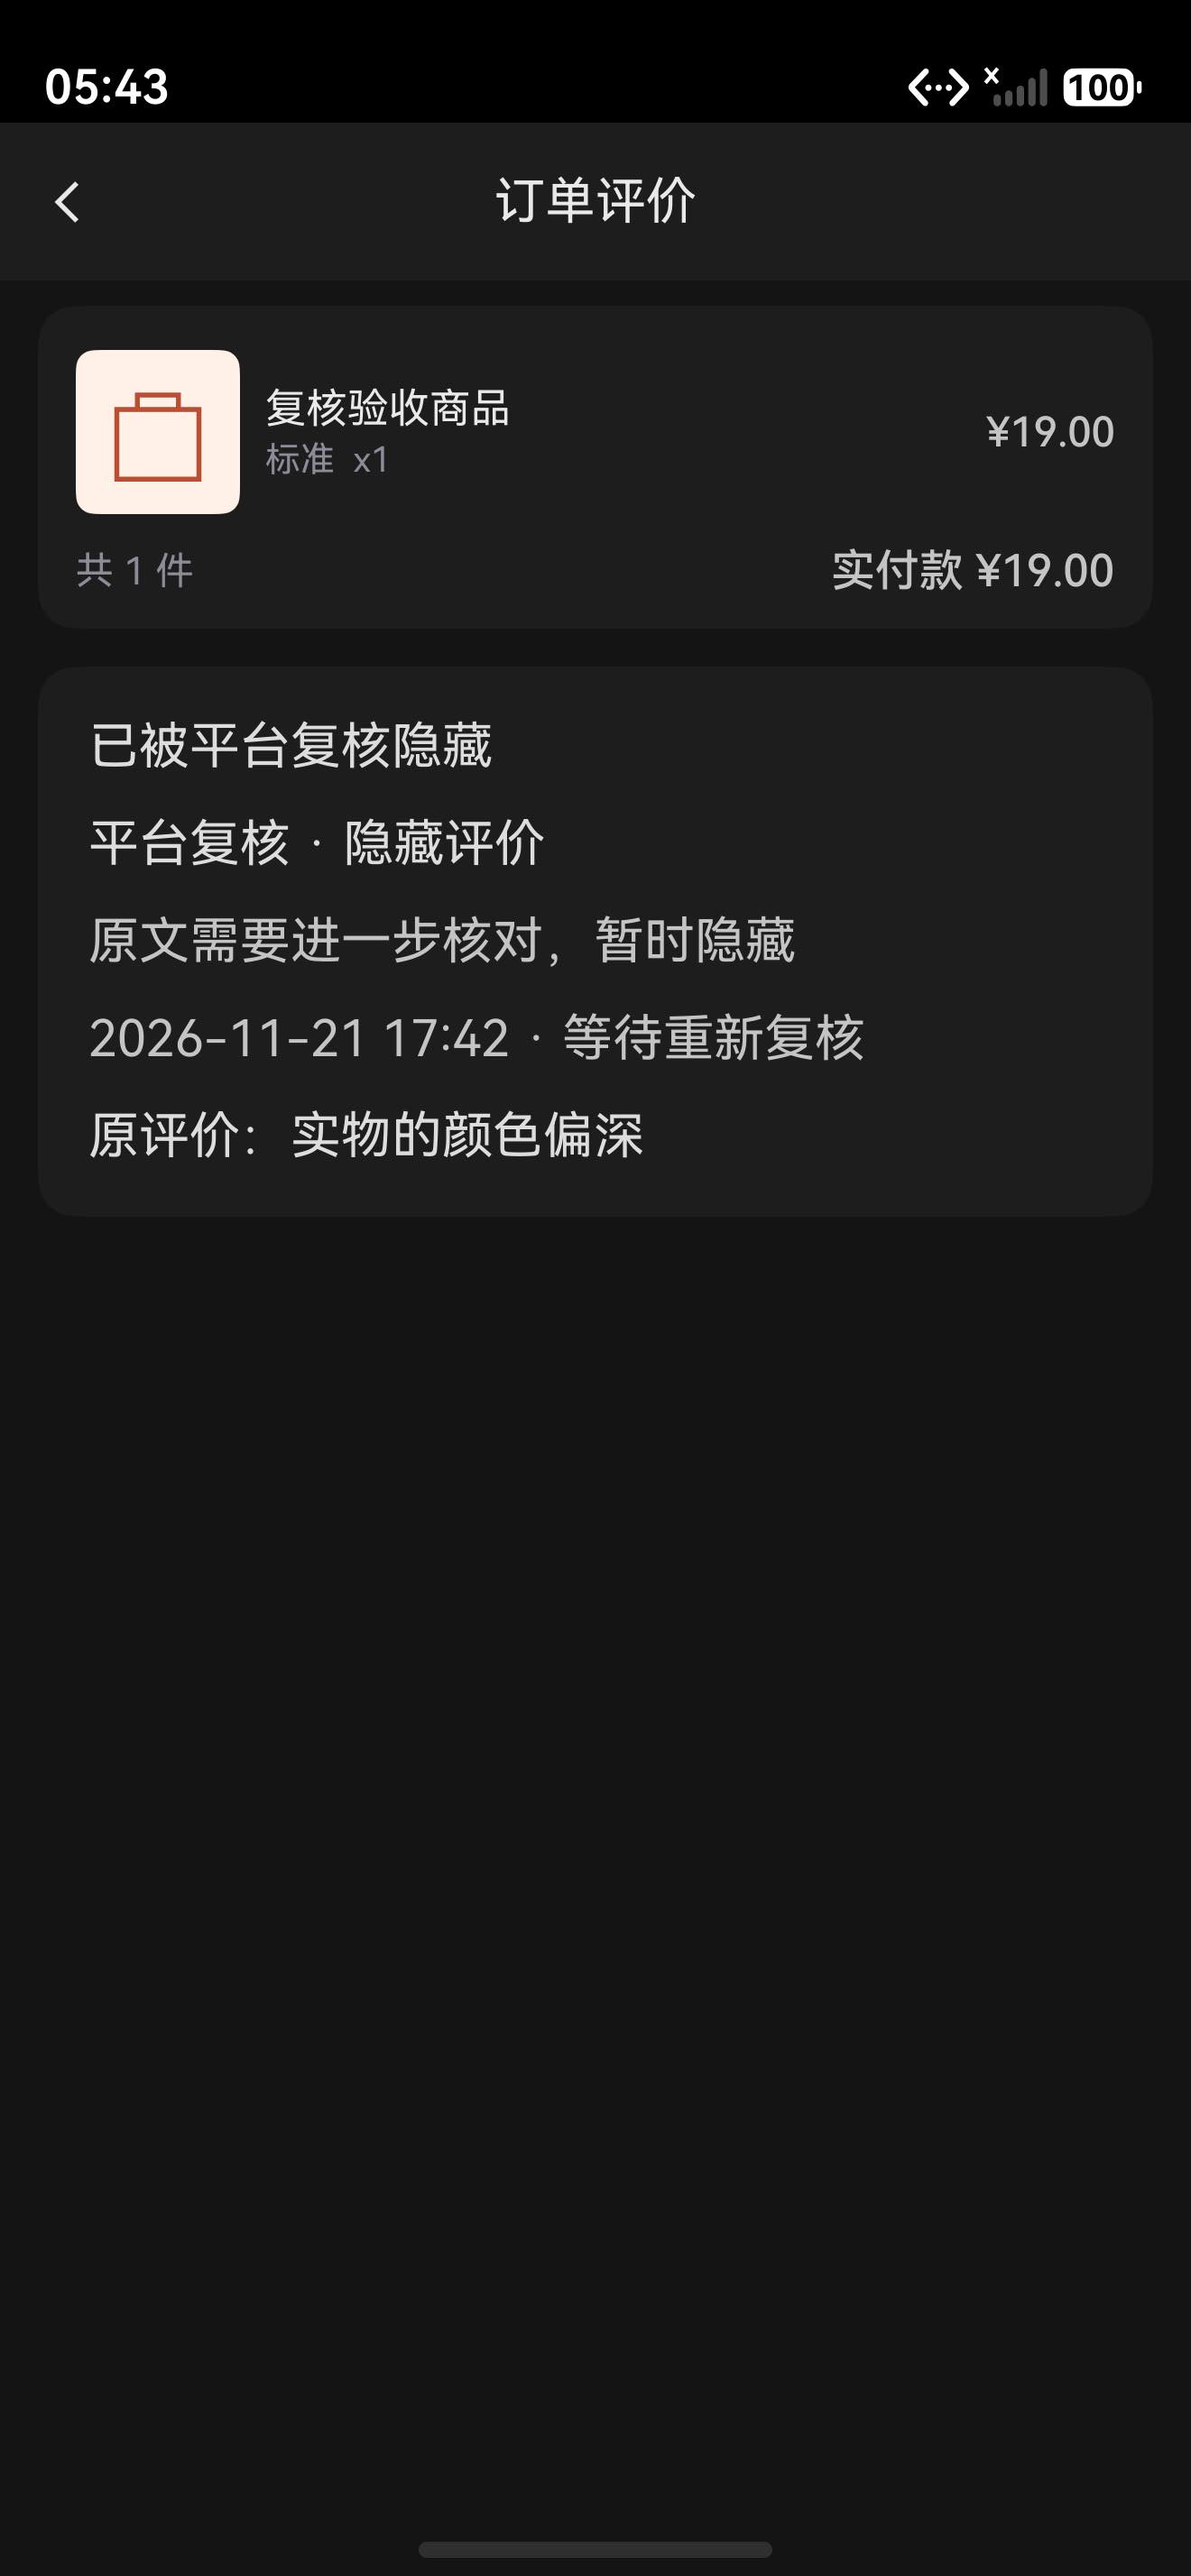 05:43
100
订单评价
复核验收商品
¥19.00
标准 x1
共 1 件
实付款 ¥19.00
已被平台复核隐藏
平台复核 · 隐藏评价
原文需要进一步核对，暂时隐藏
2026-11-21 17:42 · 等待重新复核
原评价：实物的颜色偏深